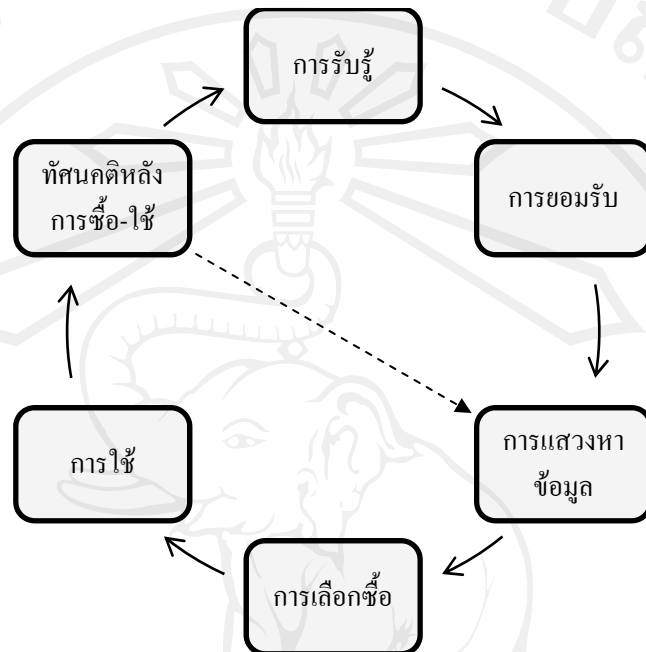 การรับรู้
การยอมรับ
การแสวงหา
ข้อมูล
การเลือกซื้อ
การใช้
ทัศนคติหลัง
การซื้อ-ใช้